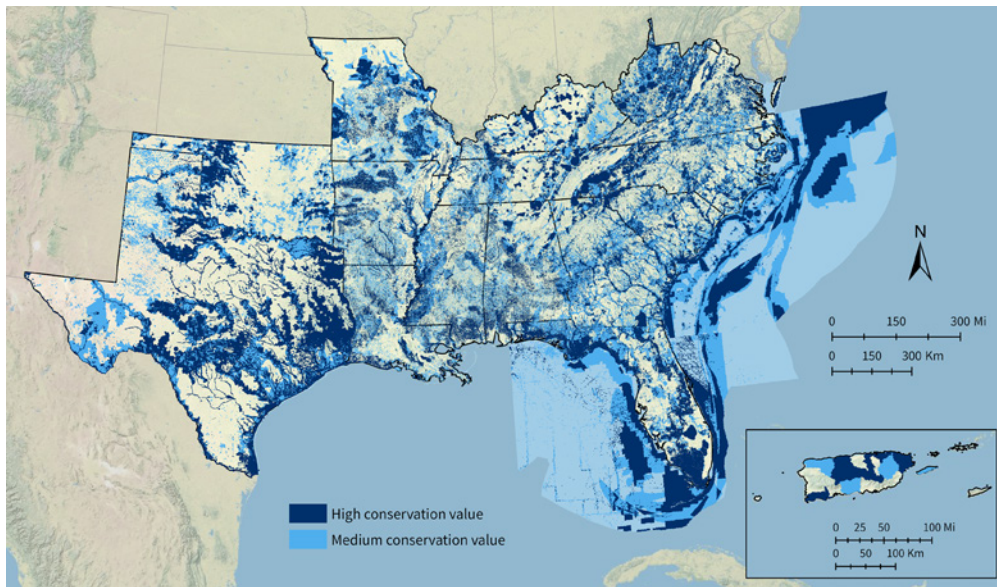 N
0 150 300 Mi
0 150 300 Km
High conservation value
Medium conservation value
0 25 50 100 Mi
0 50 100 Km